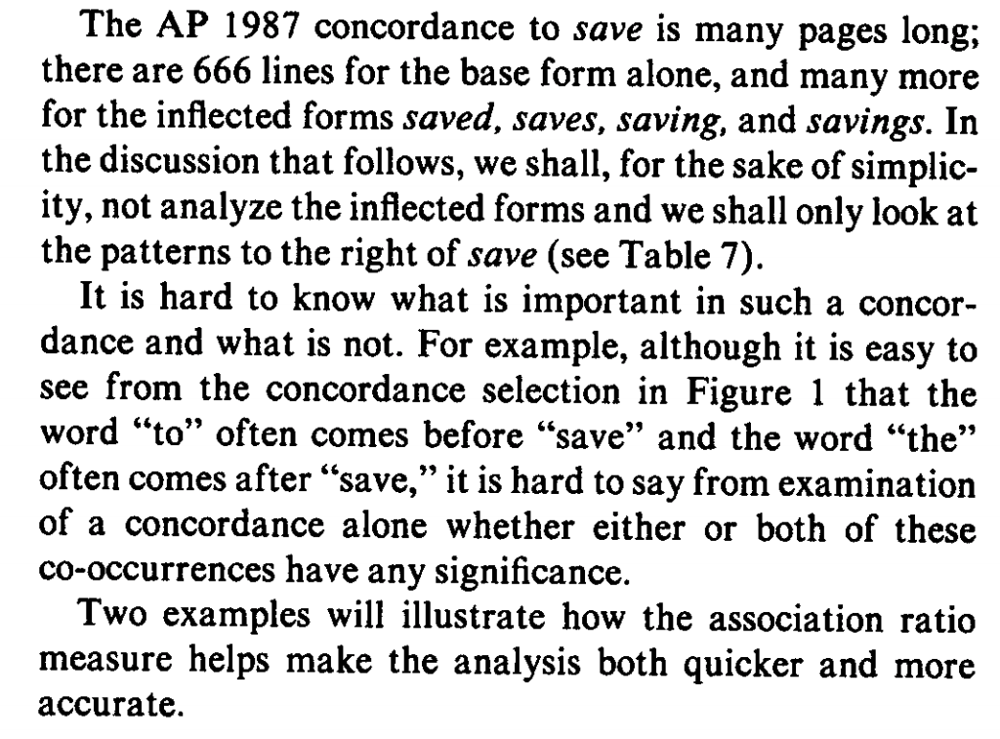 The AP 1987 concordance to save is many pages long;
there are 666 lines for the base form alone, and many more
for the inflected forms saved, saves, saving, and savings. In
the discussion that follows, we shall, for the sake of simplic-
ity, not analyze the inflected forms and we shall only look at
the patterns to the right of save (see Table 7).
It is hard to know what is important in such a concor-
dance and what is not. For example, although it is easy to
see from the concordance selection in Figure 1 that the
word “to” often comes before “save” and the word “the”
often comes after “save,” it is hard to say from examination
of a concordance alone whether either or both of these
co-occurrences have any significance.
Two examples will illustrate how the association ratio
measure helps make the analysis both quicker and more
accurate.